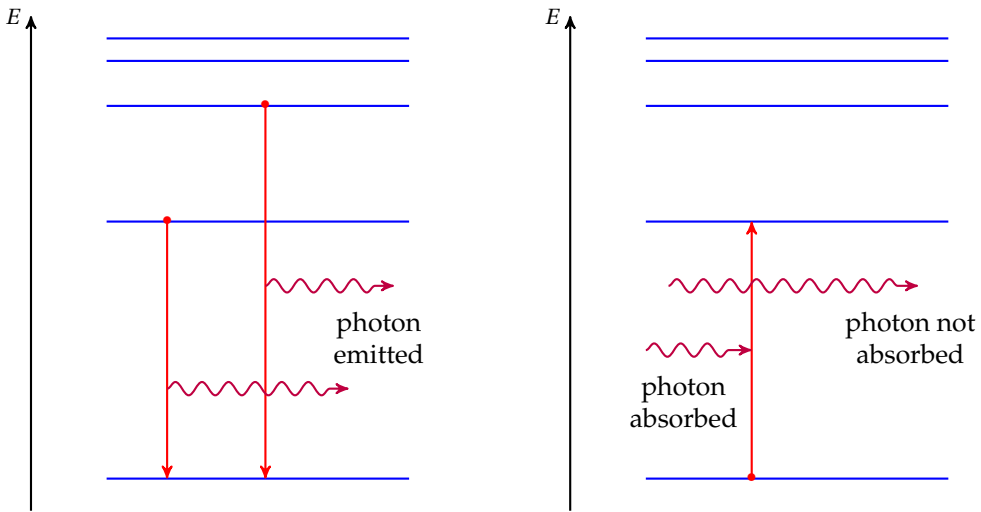 E
photon
emitted
E
photon not
absorbed
photon
absorbed